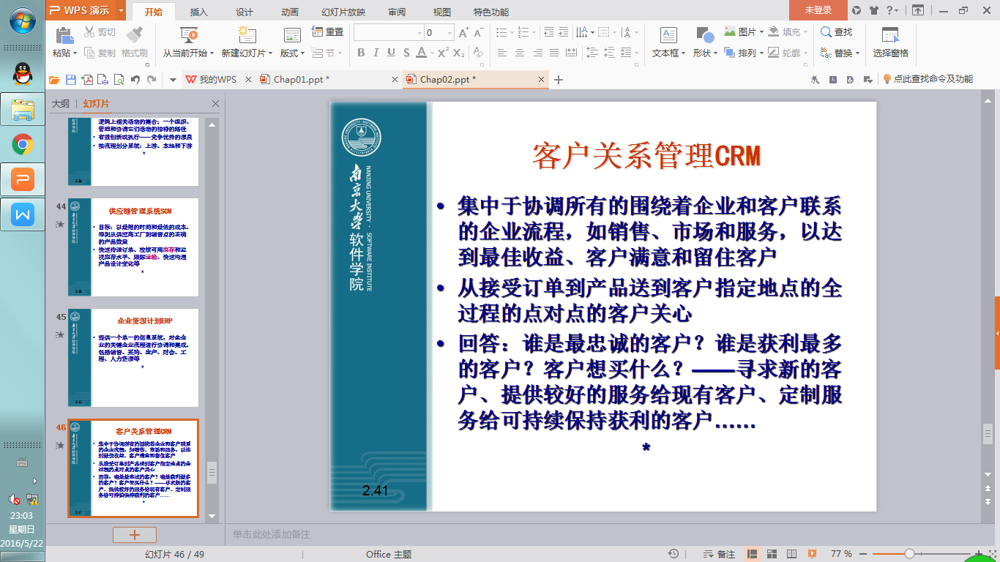 WPS 演示
开始
插入
设计
动画
幻灯片放映
审阅
视图
特色功能
未登录
粘贴
剪切
复制
格式刷
从当前开始
新建幻灯片
版式
重置
节
0
B I U S A X² X₂
文本框
形状
图片
排列
填充
轮廓
查找
替换
选择窗格
我的WPS
Chap01.ppt *
Chap02.ppt *
点此查找命令及功能
大纲
幻灯片
逻辑上相关活动的集合；一个组织、
管理和协调它们活动的独特的路径
有效创新或执行——竞争优势的源泉
按流程划分系统：上游、本地和下游
*
44
供应链管理系统SCM
目标：以最短的时间和最低的成本，
得到从供应商工厂到销售点的正确
的产品数量
快速传递订单、校核可用库存和监
视库存水平、跟踪运输、快速沟通
产品设计变化等
*
45
企业资源计划ERP
提供一个单一的信息系统，对全企
业的关键企业流程进行协调和集成，
包括销售、采购、生产、财会、工
程、人力资源等
*
46
客户关系管理CRM
集中于协调所有的围绕着企业和客户联系
的企业流程，如销售、市场和服务，以达
到最佳收益、客户满意和留住客户
从接受订单到产品送到客户指定地点的全
过程的点对点的客户关心
回答：谁是最忠诚的客户？谁是获利最多
的客户？客户想买什么？——寻求新的客
户、提供较好的服务给现有客户、定制服
务给可持续保持获利的客户……
*
2.41
南京大学
软件学院
NANJING UNIVERSITY · SOFTWARE INSTITUTE
客户关系管理CRM
• 集中于协调所有的围绕着企业和客户联系
的企业流程，如销售、市场和服务，以达
到最佳收益、客户满意和留住客户
• 从接受订单到产品送到客户指定地点的全
过程的点对点的客户关心
• 回答：谁是最忠诚的客户？谁是获利最多
的客户？客户想买什么？——寻求新的客
户、提供较好的服务给现有客户、定制服
务给可持续保持获利的客户……
*
2.41
单击此处添加备注
幻灯片 46 / 49
Office 主题
备注
77 %
23:03
星期日
2016/5/22